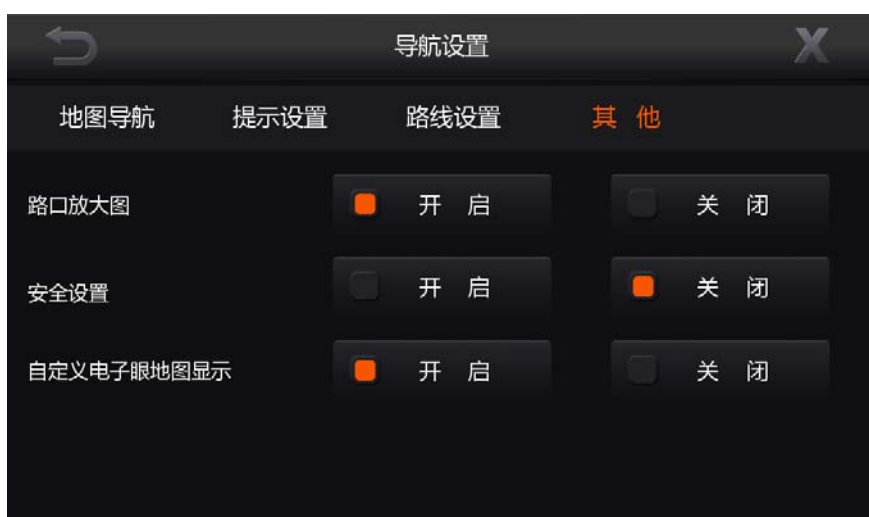 导航设置 X
地图导航 提示设置 路线设置 其他
路口放大图 开启 关闭
安全设置 开启 关闭
自定义电子眼地图显示 开启 关闭